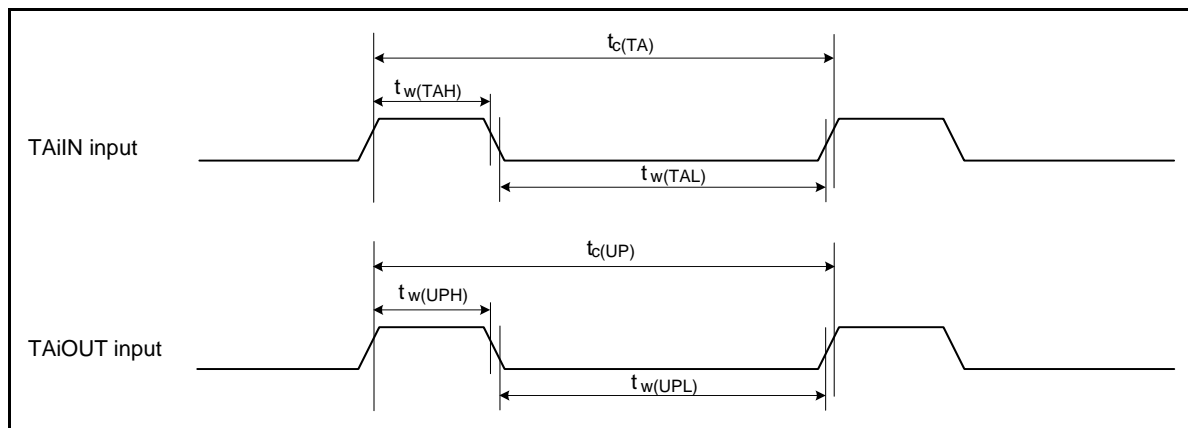 tc(TA)
tw(TAH)
TAiIN input
tw(TAL)
tc(UP)
tw(UPH)
TAiOUT input
tw(UPL)